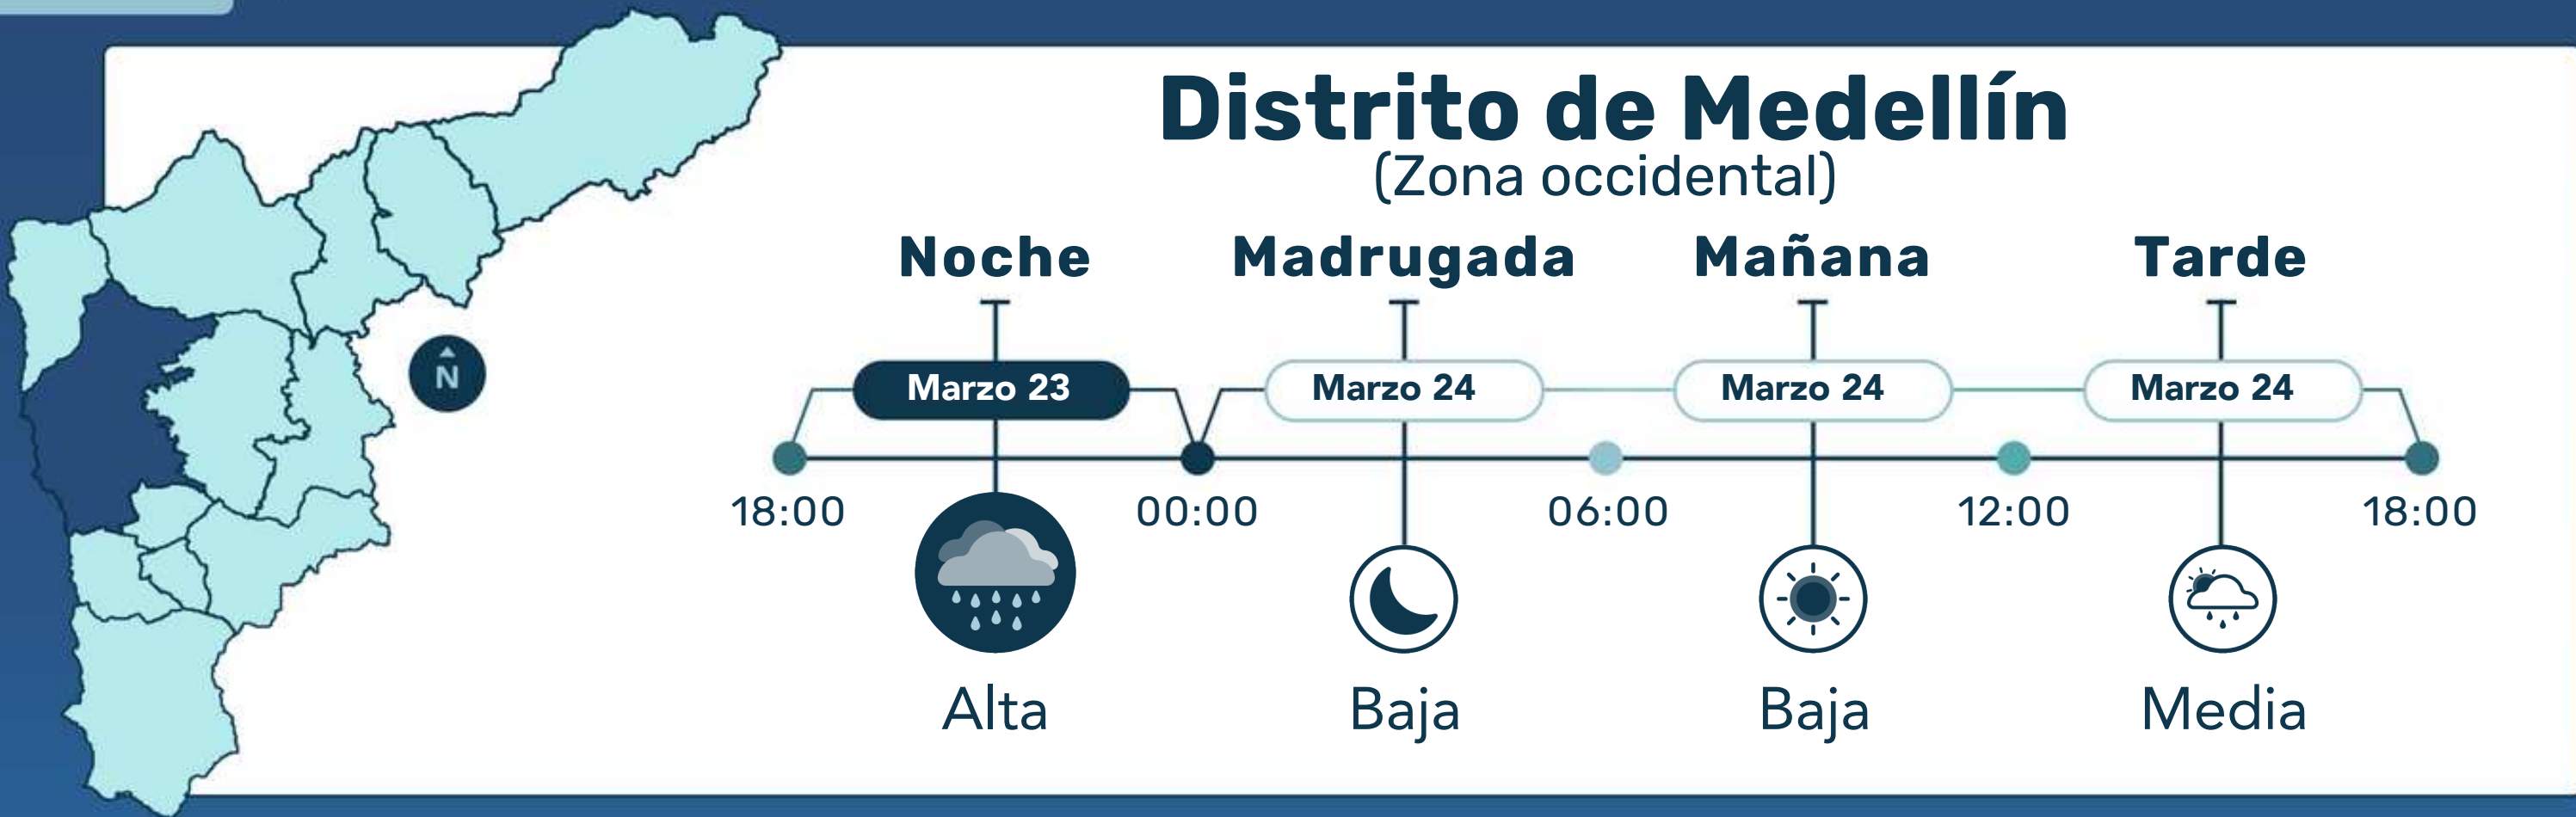 Distrito de Medellín
(Zona occidental)
Noche Madrugada Mañana Tarde
Marzo 23 Marzo 24 Marzo 24 Marzo 24
N
18:00 00:00 06:00 12:00 18:00
Alta Baja Baja Media